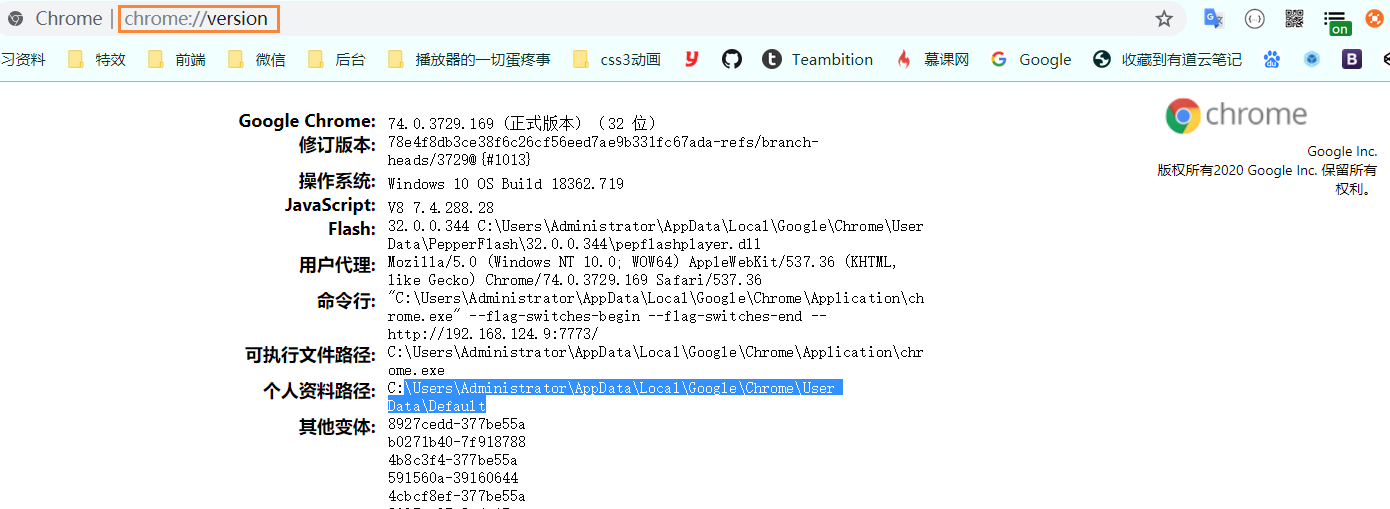 Chrome | chrome://version
on
习资料 特效 前端 微信 后台 播放器的一切蛋疼事 css3动画 Teambition 慕课网 Google 收藏到有道云笔记 B
chrome
Google Inc.
版权所有2020 Google Inc. 保留所有
权利。
Google Chrome: 74.0.3729.169 (正式版本) (32 位)
修订版本: 78e4f8db3ce38f6c26cf56eed7ae9b331fc67ada-refs/branch-
heads/3729@{#1013}
操作系统: Windows 10 OS Build 18362.719
JavaScript: V8 7.4.288.28
Flash: 32.0.0.344 C:\Users\Administrator\AppData\Local\Google\Chrome\User
Data\PepperFlash\32.0.0.344\pepflashplayer.dll
用户代理: Mozilla/5.0 (Windows NT 10.0; WOW64) AppleWebKit/537.36 (KHTML,
like Gecko) Chrome/74.0.3729.169 Safari/537.36
命令行: "C:\Users\Administrator\AppData\Local\Google\Chrome\Application\ch
rome.exe" --flag-switches-begin --flag-switches-end --
http://192.168.124.9:7773/
可执行文件路径: C:\Users\Administrator\AppData\Local\Google\Chrome\Application\chr
ome.exe
个人资料路径: C:\Users\Administrator\AppData\Local\Google\Chrome\User
Data\Default
其他变体: 8927cedd-377be55a
b0271b40-7f918788
4b8c3f4-377be55a
591560a-39160644
4cbcf8ef-377be55a